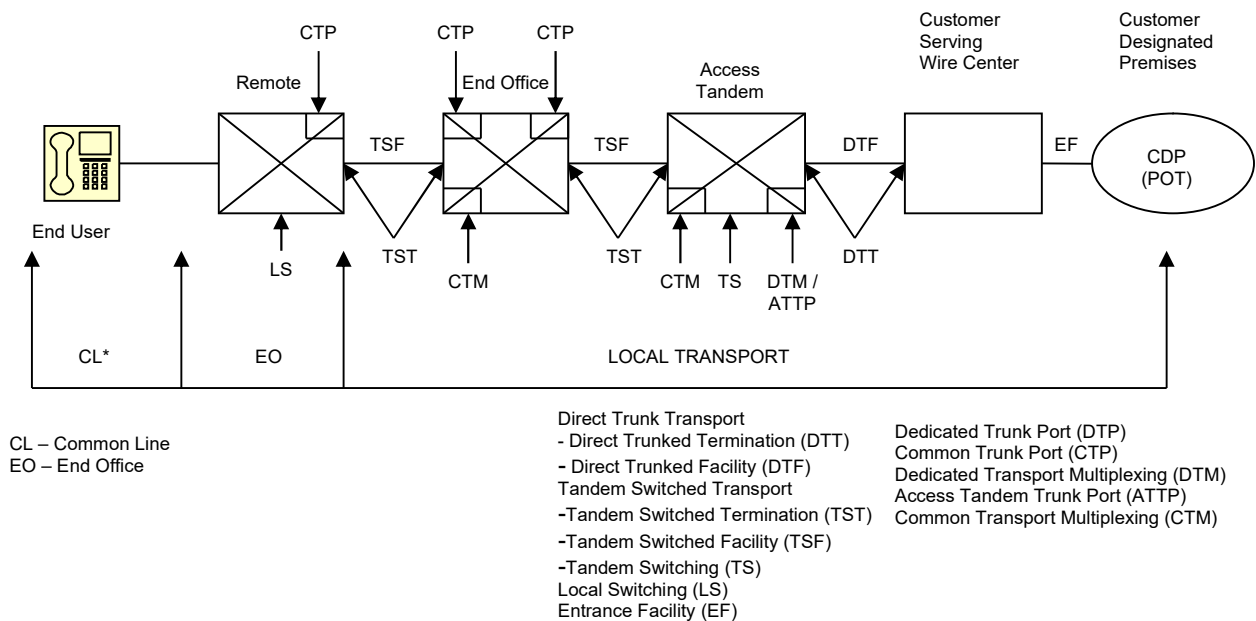 CTP
CTP
CTP
Customer
Serving
Wire Center
Customer
Designated
Premises
Remote
End Office
Access
Tandem
TSF
TSF
DTF
EF
CDP
(POT)
End User
LS
TST
CTM
TST
CTM
TS
DTM /
ATTP
DTT
CL*
EO
LOCAL TRANSPORT
CL – Common Line
EO – End Office
Direct Trunk Transport
- Direct Trunked Termination (DTT)
- Direct Trunked Facility (DTF)
Tandem Switched Transport
-Tandem Switched Termination (TST)
-Tandem Switched Facility (TSF)
-Tandem Switching (TS)
Local Switching (LS)
Entrance Facility (EF)
Dedicated Trunk Port (DTP)
Common Trunk Port (CTP)
Dedicated Transport Multiplexing (DTM)
Access Tandem Trunk Port (ATTP)
Common Transport Multiplexing (CTM)